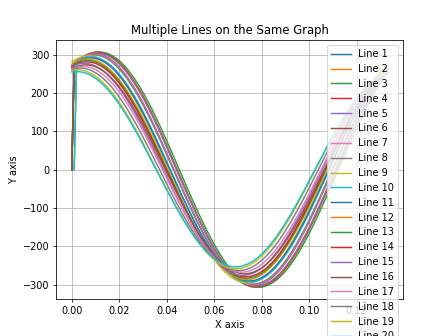 Multiple Lines on the Same Graph
300
200
100
0
−100
−200
−300
Y axis
0.00
0.02
0.04
0.06
0.08
0.10
X axis
Line 1
Line 2
Line 3
Line 4
Line 5
Line 6
Line 7
Line 8
Line 9
Line 10
Line 11
Line 12
Line 13
Line 14
Line 15
Line 16
Line 17
Line 18
Line 19
Line 20